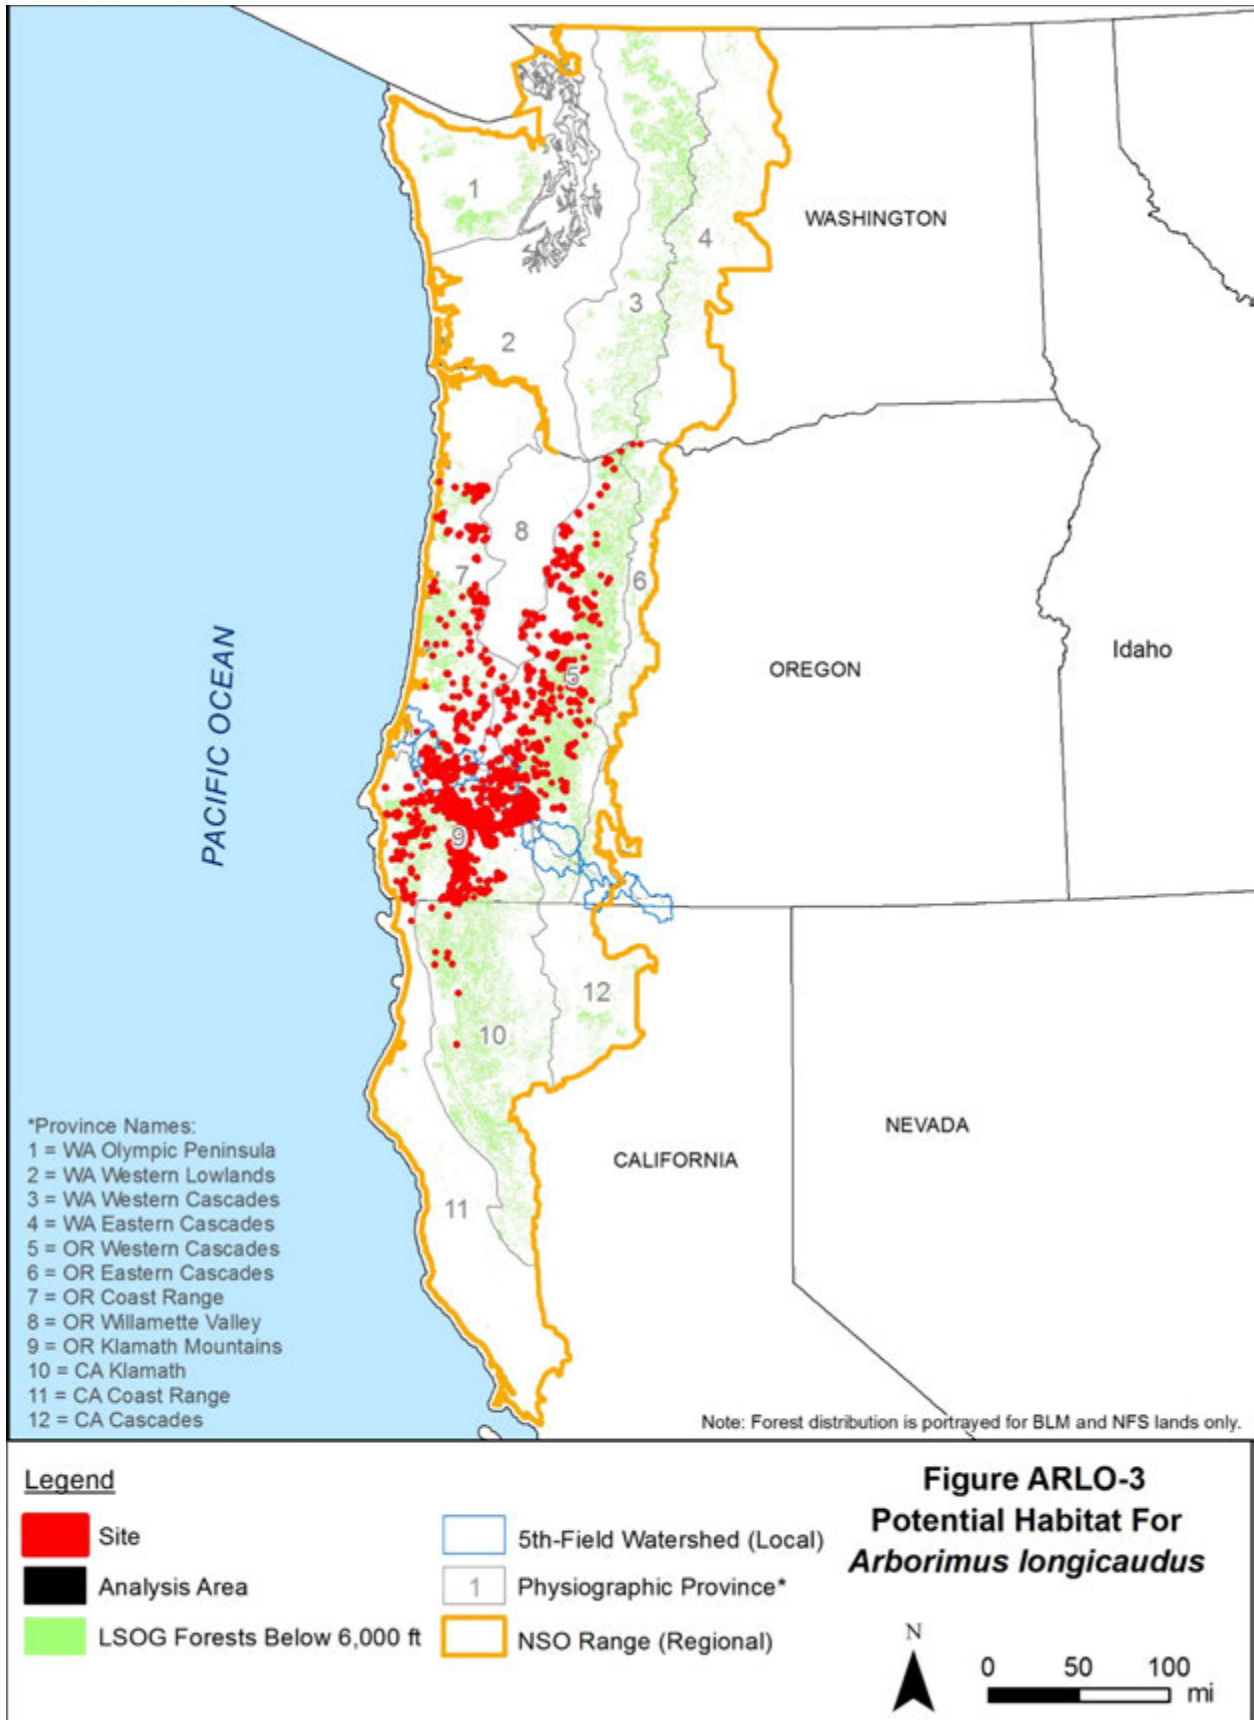 1
WASHINGTON
4
3
2
8
7
6
Idaho
OREGON
5
PACIFIC OCEAN
9
12
10
NEVADA
CALIFORNIA
11
*Province Names:
1 = WA Olympic Peninsula
2 = WA Western Lowlands
3 = WA Western Cascades
4 = WA Eastern Cascades
5 = OR Western Cascades
6 = OR Eastern Cascades
7 = OR Coast Range
8 = OR Willamette Valley
9 = OR Klamath Mountains
10 = CA Klamath
11 = CA Coast Range
12 = CA Cascades
Note: Forest distribution is portrayed for BLM and NFS lands only.
Legend
Site
Analysis Area
LSOG Forests Below 6,000 ft
5th-Field Watershed (Local)
1 Physiographic Province*
NSO Range (Regional)
Figure ARLO-3
Potential Habitat For
Arborimus longicaudus
N
0 50 100
mi